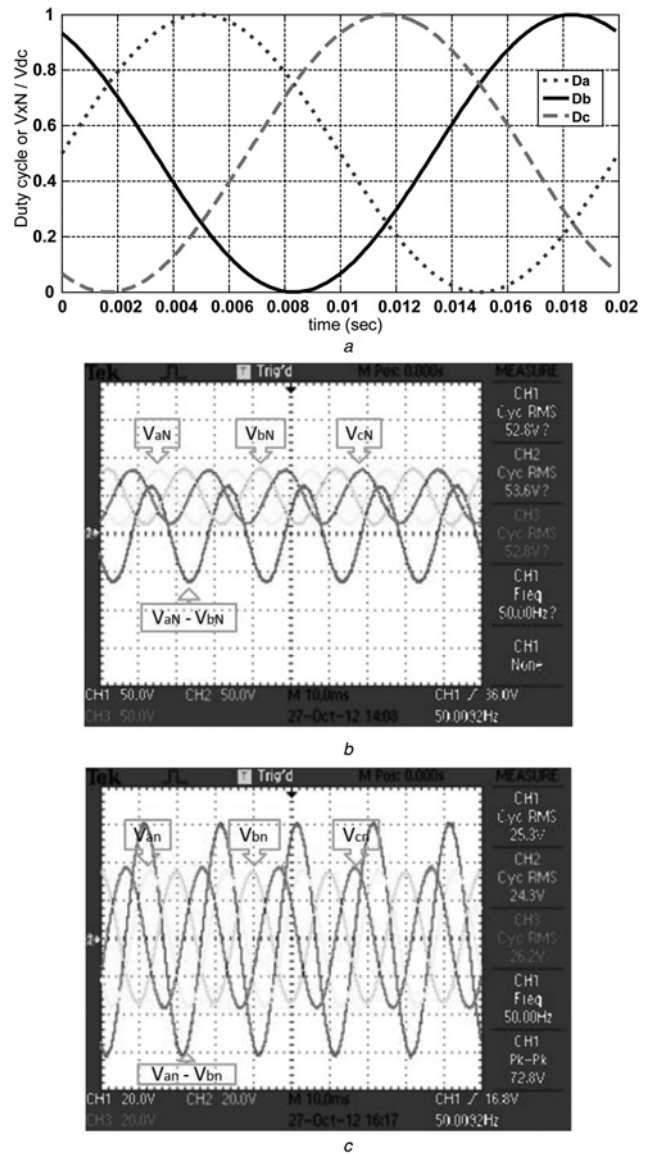 Duty cycle or VxN / Vdc
1
0.8
0.6
0.4
0.2
0
Da
Db
Dc
0 0.002 0.004 0.006 0.008 0.01 0.012 0.014 0.016 0.018 0.02
time (sec)
a
Tek Trig'd M Pos: 0.000s MEASURE
CH1
Cyc RMS
52.8V?
CH2
Cyc RMS
53.6V?
CH3
Cyc RMS
52.8V?
CH1
Freq
50.00Hz?
CH1
None
VaN VbN VcN
VaN - VbN
CH1 50.0V CH2 50.0V M 10.0ms CH1 / 36.0V
CH3 50.0V 27-Oct-12 14:08 50.0092Hz
b
Tek Trig'd M Pos: 0.000s MEASURE
CH1
Cyc RMS
25.3V
CH2
Cyc RMS
24.3V
CH3
Cyc RMS
26.2V
CH1
Freq
50.00Hz
CH1
Pk-Pk
72.8V
Van Vbn Vcn
Van - Vbn
CH1 20.0V CH2 20.0V M 10.0ms CH1 / 16.8V
CH3 20.0V 27-Oct-12 16:17 50.0092Hz
c